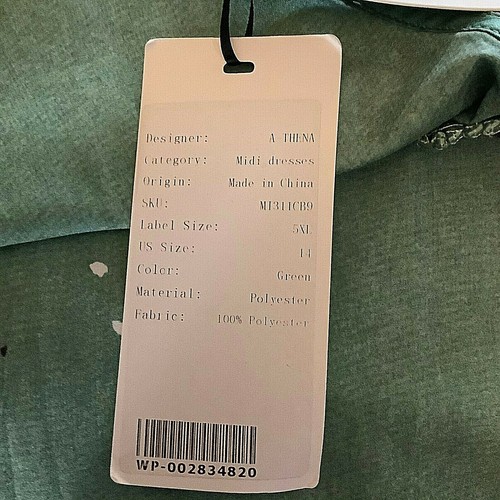 Designer: A THENA
Category: Midi dresses
Origin: Made in China
SKU: MT311CB9
Label Size: 5XL
US Size: 14
Color: Green
Material: Polyester
Fabric: 100% Polyester
WP-002834820